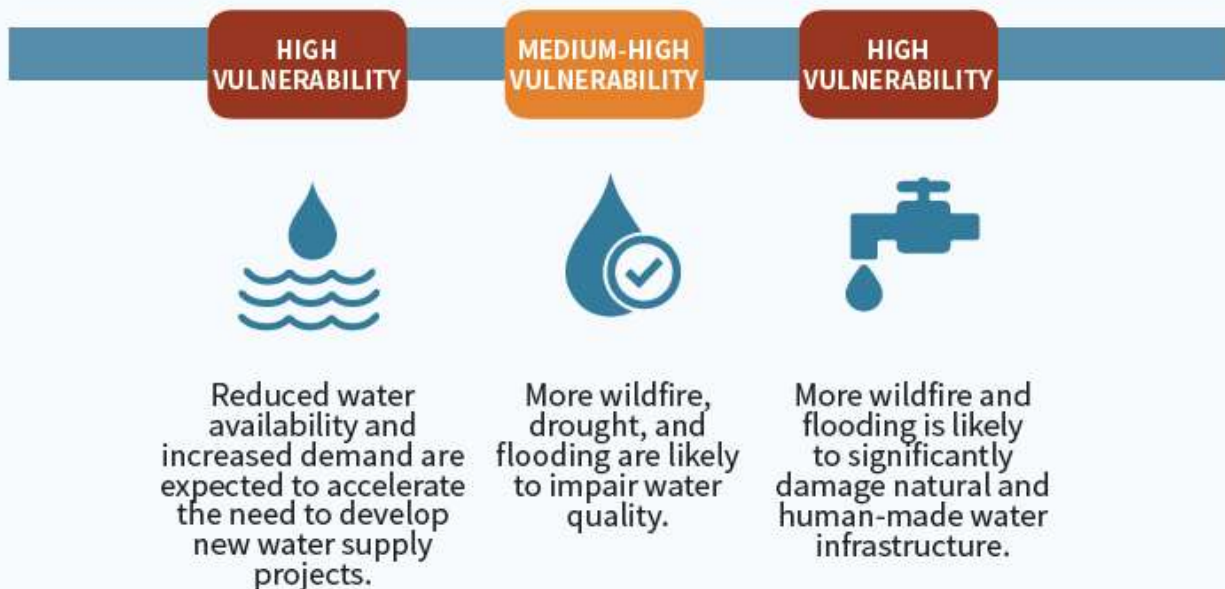 HIGH
VULNERABILITY
MEDIUM-HIGH
VULNERABILITY
HIGH
VULNERABILITY
Reduced water
availability and
increased demand are
expected to accelerate
the need to develop
new water supply
projects.
More wildfire,
drought, and
flooding are likely
to impair water
quality.
More wildfire and
flooding is likely
to significantly
damage natural and
human-made water
infrastructure.